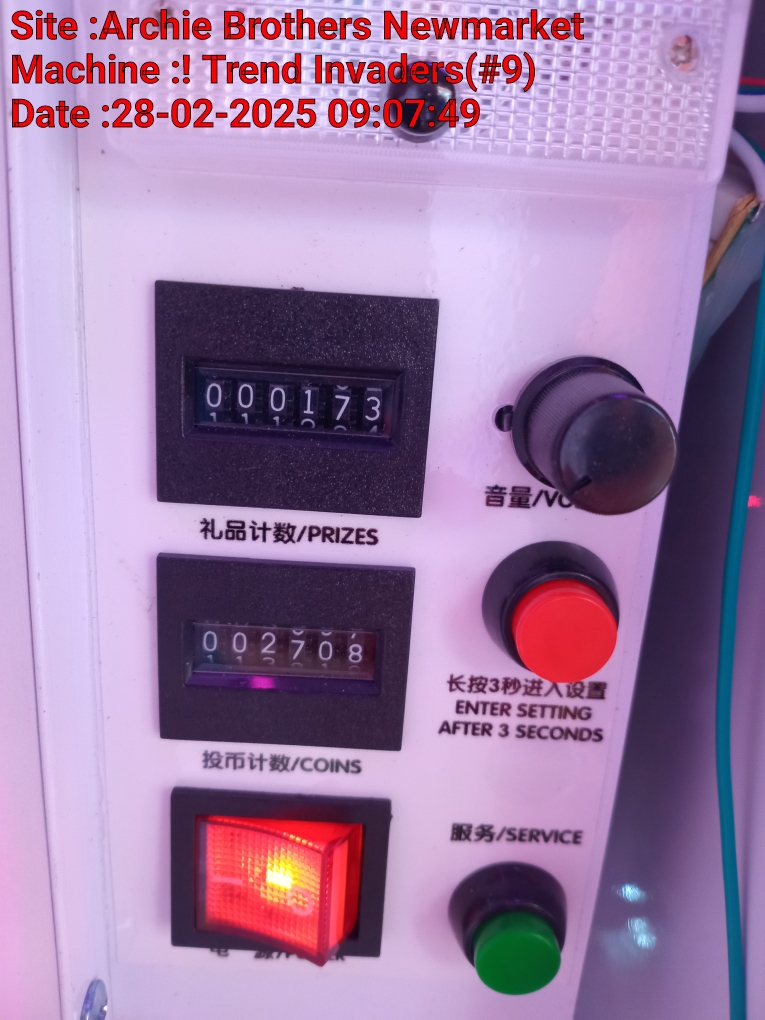 Site :Archie Brothers Newmarket
Machine :! Trend Invaders(#9)
Date :28-02-2025 09:07:49
000173
礼品计数/PRIZES
音量/VO
002708
投币计数/COINS
长按3秒进入设置
ENTER SETTING
AFTER 3 SECONDS
服务/SERVICE